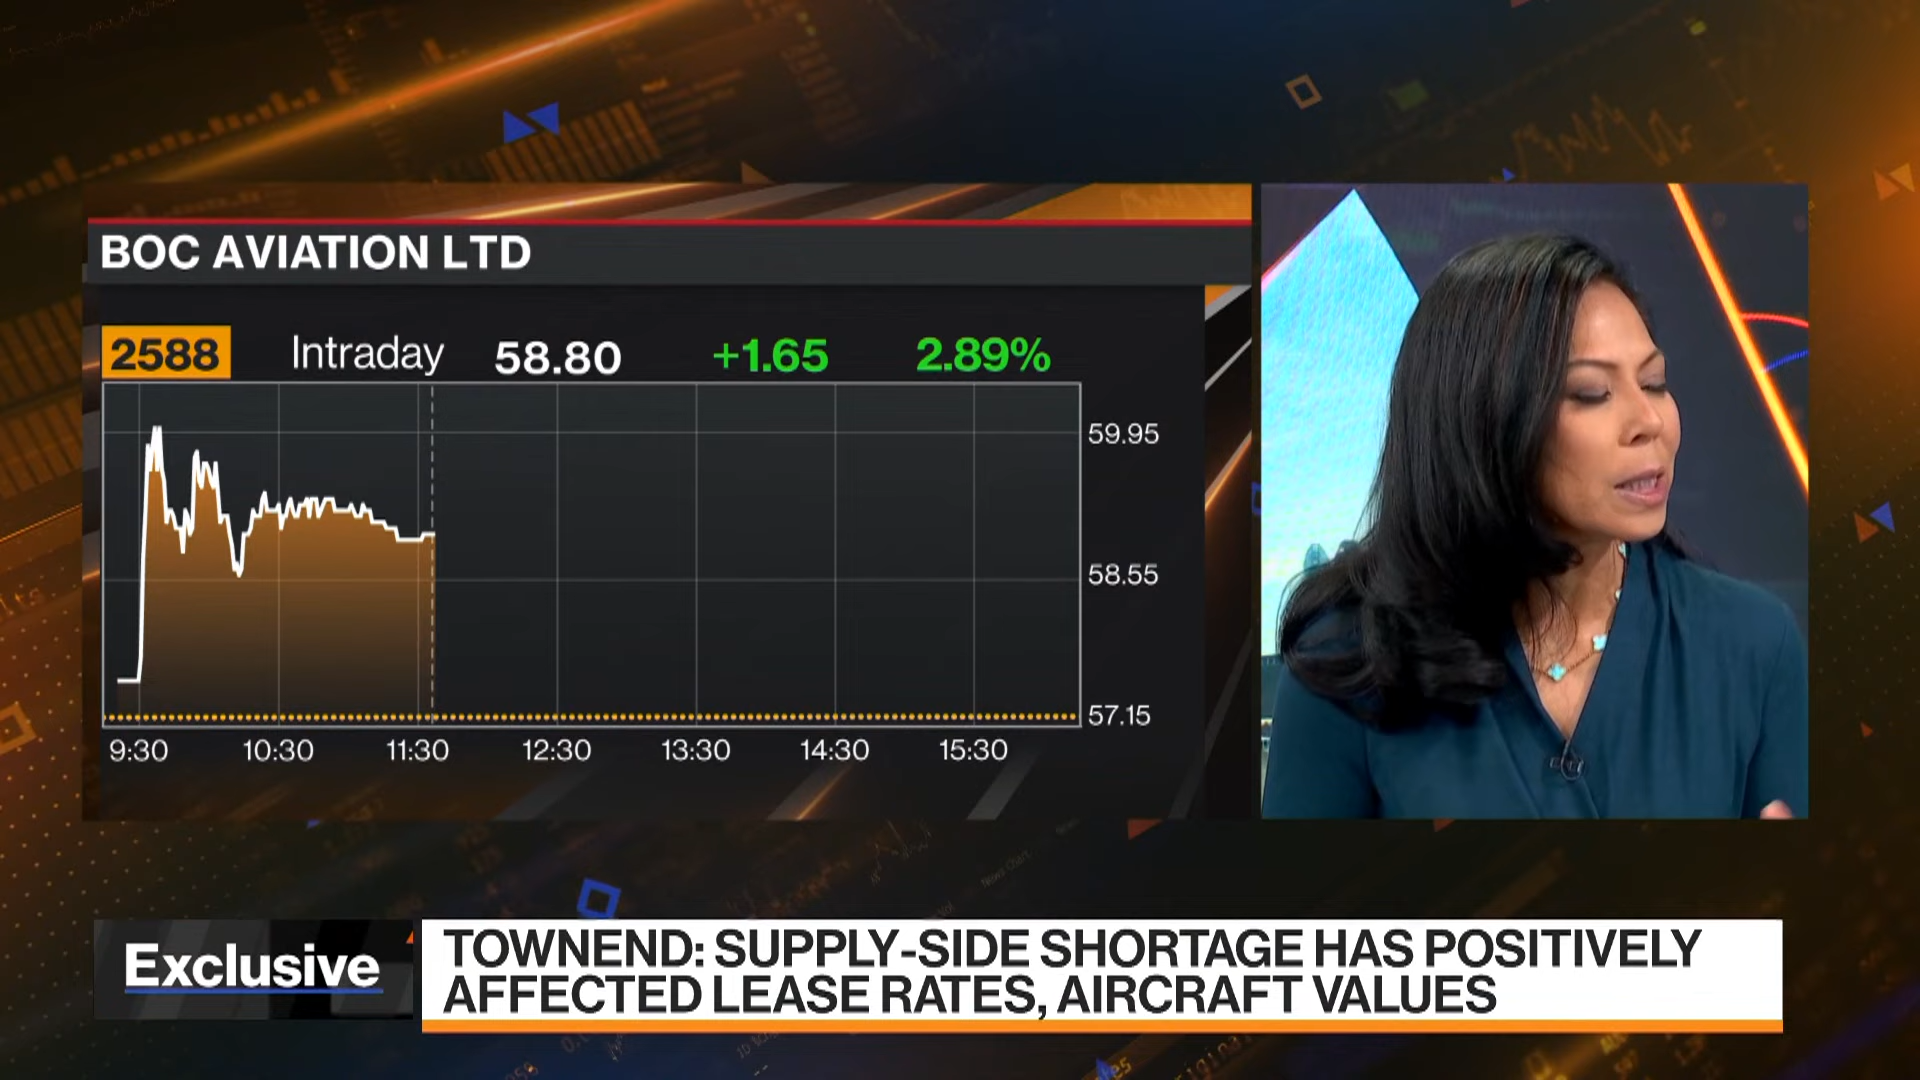 BOC AVIATION LTD
2588 Intraday 58.80 +1.65 2.89%
59.95
58.55
57.15
9:30 10:30 11:30 12:30 13:30 14:30 15:30
Exclusive
TOWNEND: SUPPLY-SIDE SHORTAGE HAS POSITIVELY
AFFECTED LEASE RATES, AIRCRAFT VALUES